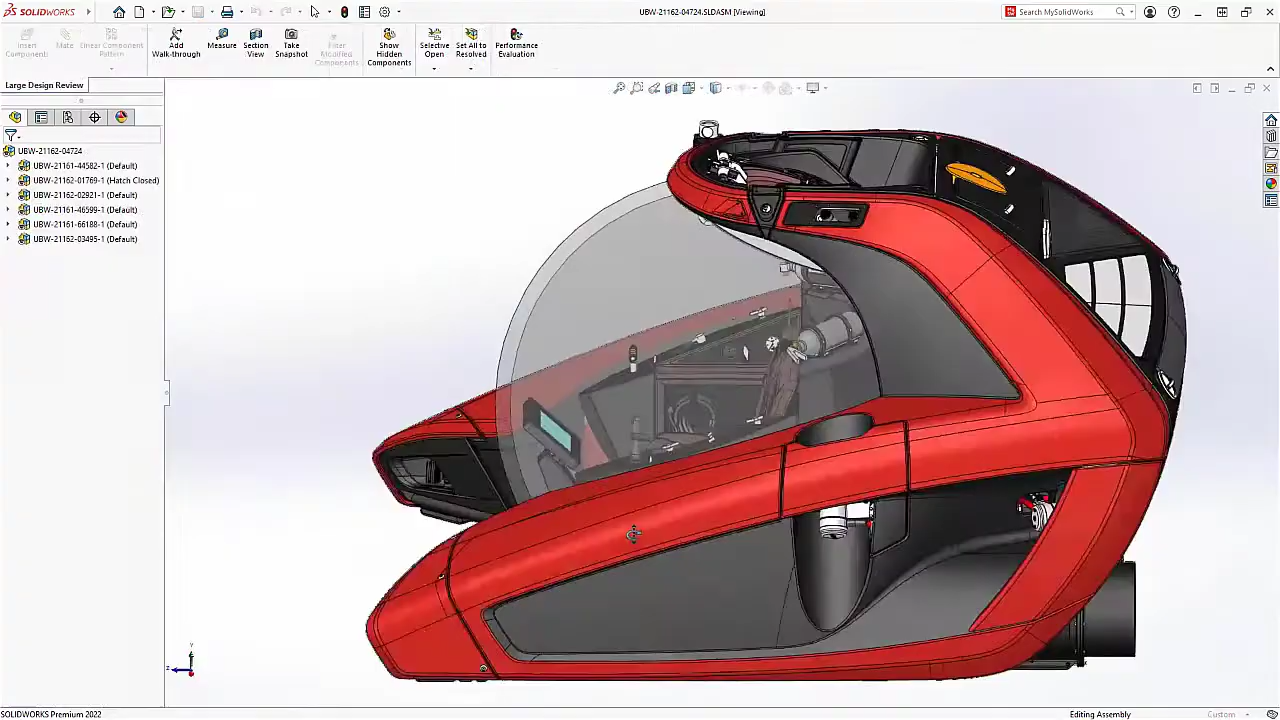 SOLIDWORKS
UBW-21162-04724.SLDASM [Viewing]
Search MySolidWorks
Insert Components
Mate
Linear Component Pattern
Add Walk-through
Measure
Section View
Take Snapshot
Filter Modified Components
Show Hidden Components
Selective Open
Set All to Resolved
Performance Evaluation
Large Design Review
UBW-21162-04724
UBW-21161-44582-1 (Default)
UBW-21162-01769-1 (Hatch Closed)
UBW-21162-02921-1 (Default)
UBW-21161-46599-1 (Default)
UBW-21161-66188-1 (Default)
UBW-21162-03495-1 (Default)
SOLIDWORKS Premium 2022
Editing Assembly
Custom